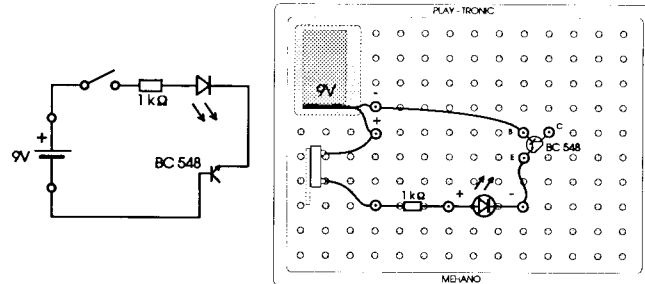 1 kΩ
+
9V
BC 548
PLAY - TRONIC
9V
-
+
B
C
BC 548
E
1 kΩ
+
-
MEHANO